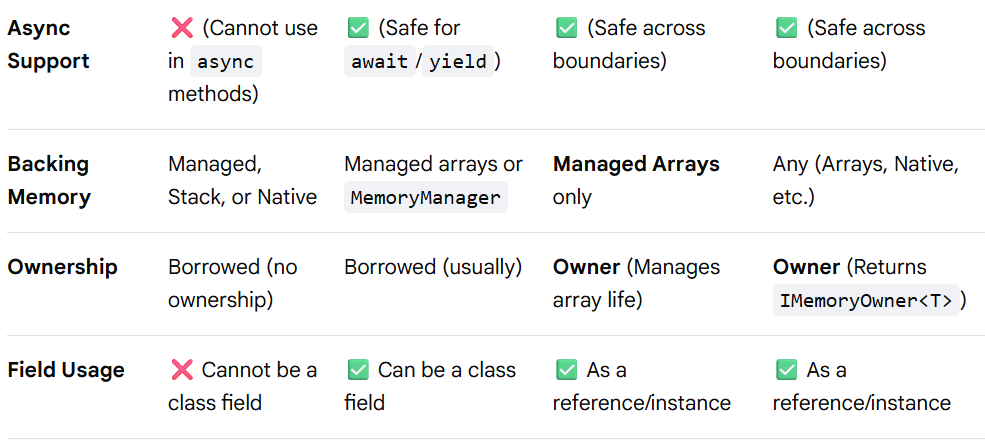 Async Support | ❌ (Cannot use in async methods) | ✅ (Safe for await/yield) | ✅ (Safe across boundaries) | ✅ (Safe across boundaries)
Backing Memory | Managed, Stack, or Native | Managed arrays or MemoryManager | Managed Arrays only | Any (Arrays, Native, etc.)
Ownership | Borrowed (no ownership) | Borrowed (usually) | Owner (Manages array life) | Owner (Returns IMemoryOwner<T>)
Field Usage | ❌ Cannot be a class field | ✅ Can be a class field | ✅ As a reference/instance | ✅ As a reference/instance